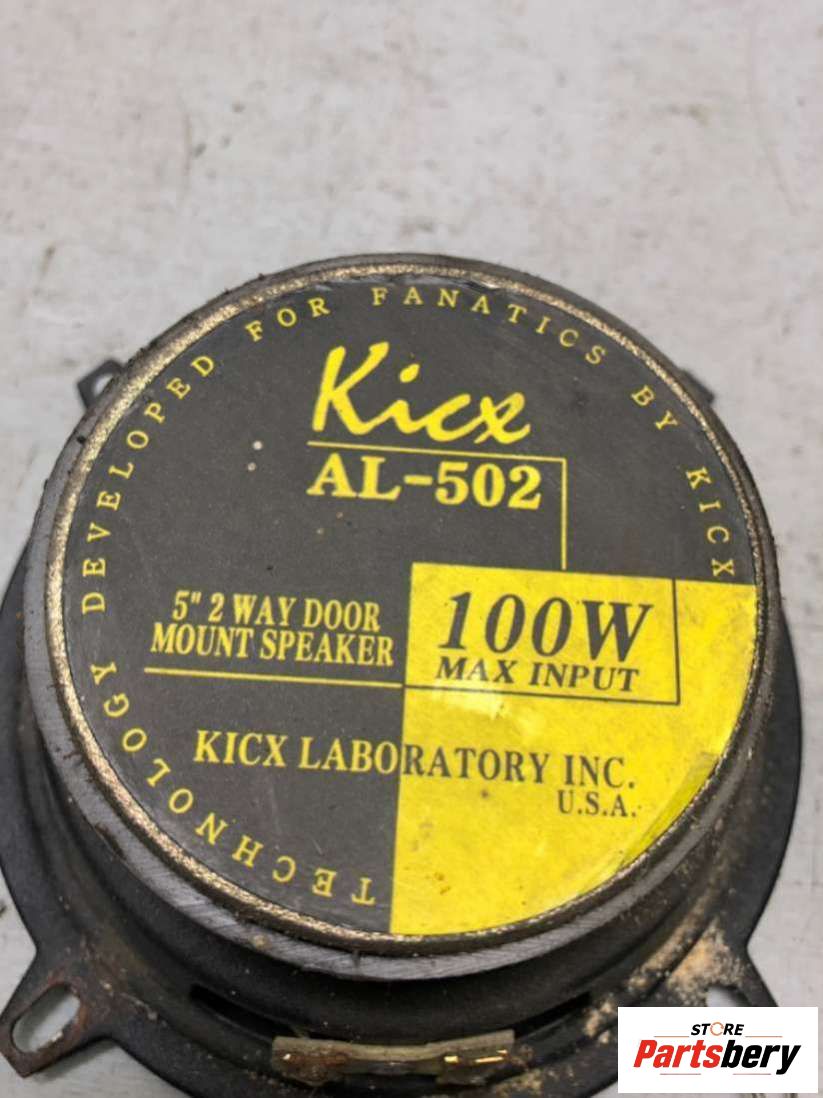 TECHNOLOGY DEVELOPED FOR FANATICS BY KICX
Kicx
AL-502
5" 2 WAY DOOR
MOUNT SPEAKER
100W
MAX INPUT
KICX LABORATORY INC.
U.S.A.
STORE
Partsbery